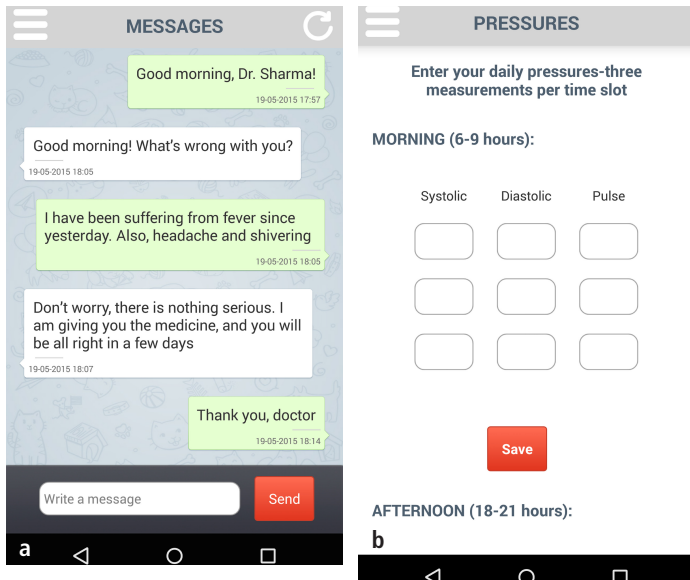 MESSAGES
Good morning, Dr. Sharma!
19-05-2015 17:57
Good morning! What's wrong with you?
19-05-2015 18:05
I have been suffering from fever since
yesterday. Also, headache and shivering
19-05-2015 18:05
Don't worry, there is nothing serious. I
am giving you the medicine, and you will
be all right in a few days
19-05-2015 18:07
Thank you, doctor
19-05-2015 18:14
Write a message
Send
a
PRESSURES
Enter your daily pressures-three
measurements per time slot
MORNING (6-9 hours):
Systolic Diastolic Pulse
Save
AFTERNOON (18-21 hours):
b